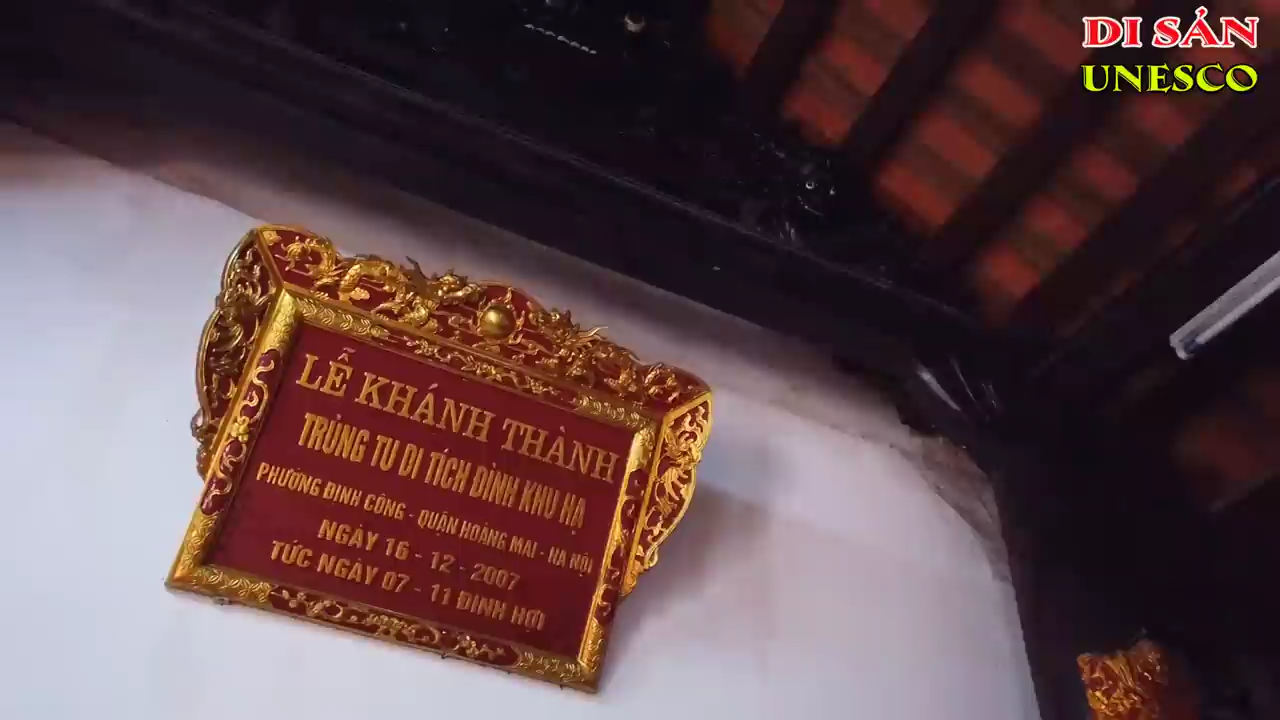 DI SẢN
UNESCO
LỄ KHÁNH THÀNH
TRÙNG TU DI TÍCH ĐÌNH KHU HẠ
PHƯỜNG ĐỊNH CÔNG - QUẬN HOÀNG MAI - HÀ NỘI
NGÀY 16 - 12 - 2007
TỨC NGÀY 07 - 11 ĐINH HỢI